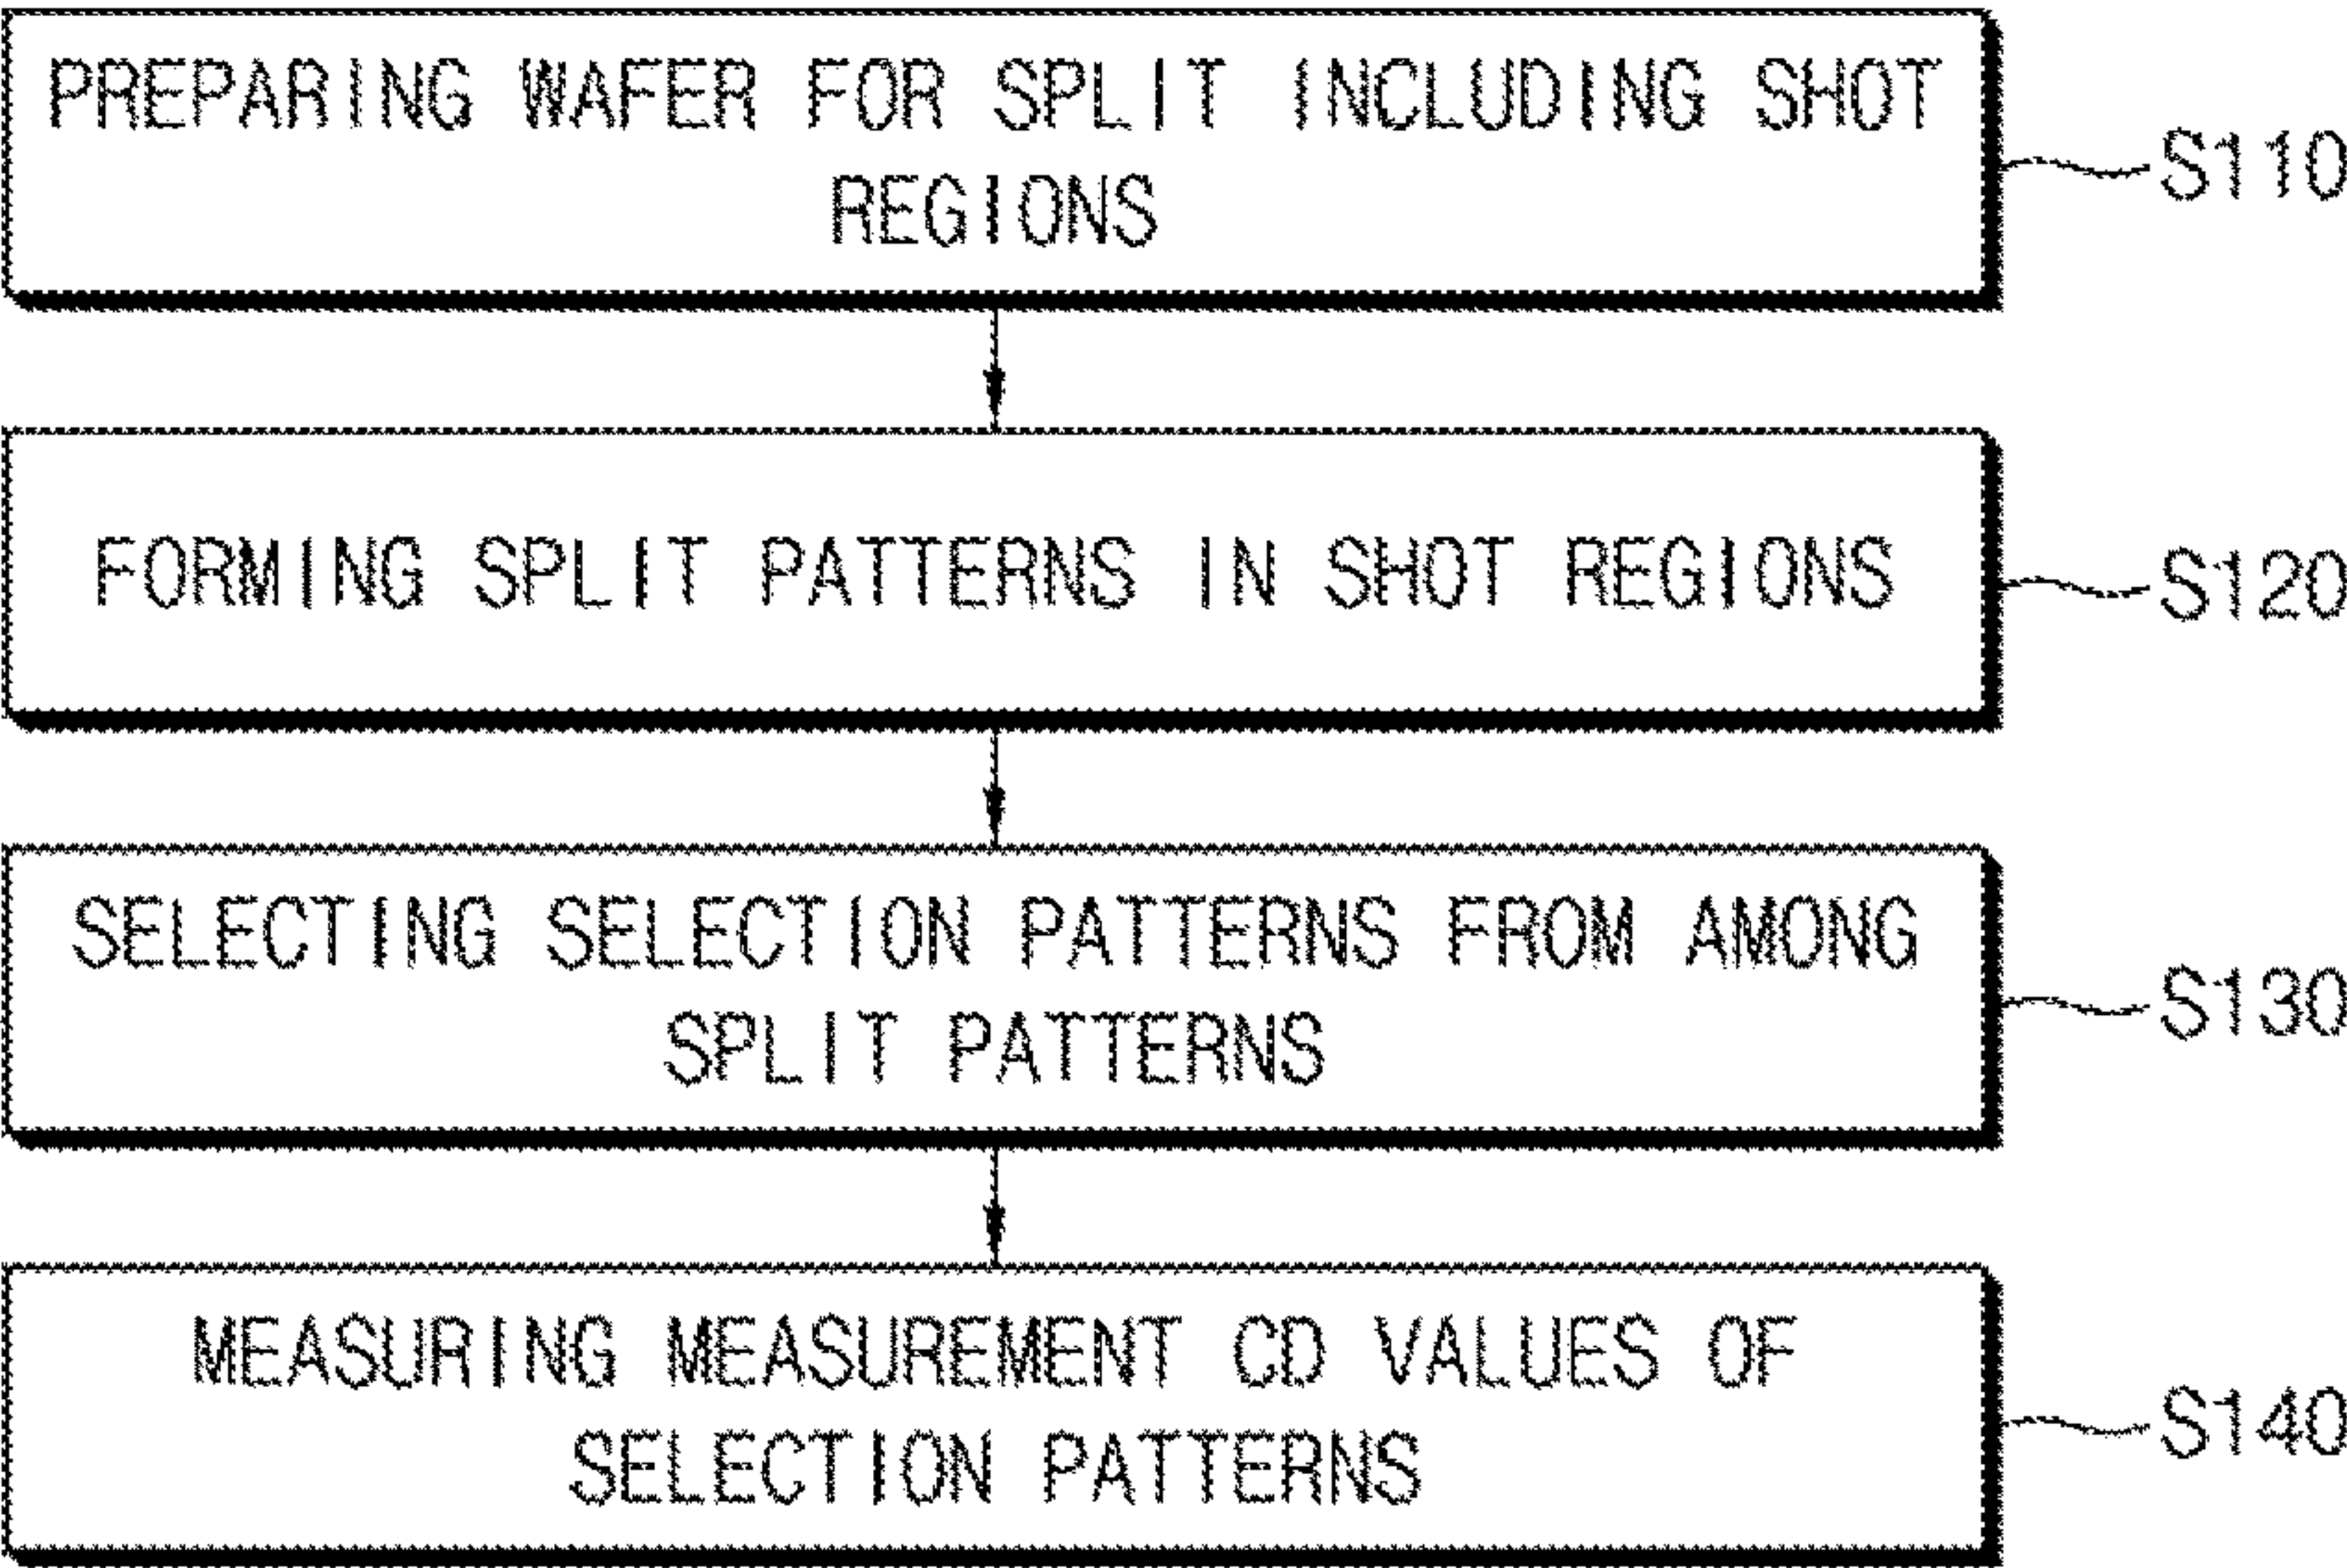 PREPARING WAFER FOR SPLIT INCLUDING SHOT
REGIONS
S110
FORMING SPLIT PATTERNS IN SHOT REGIONS
S120
SELECTING SELECTION PATTERNS FROM AMONG
SPLIT PATTERNS
S130
MEASURING MEASUREMENT CD VALUES OF
SELECTION PATTERNS
S140